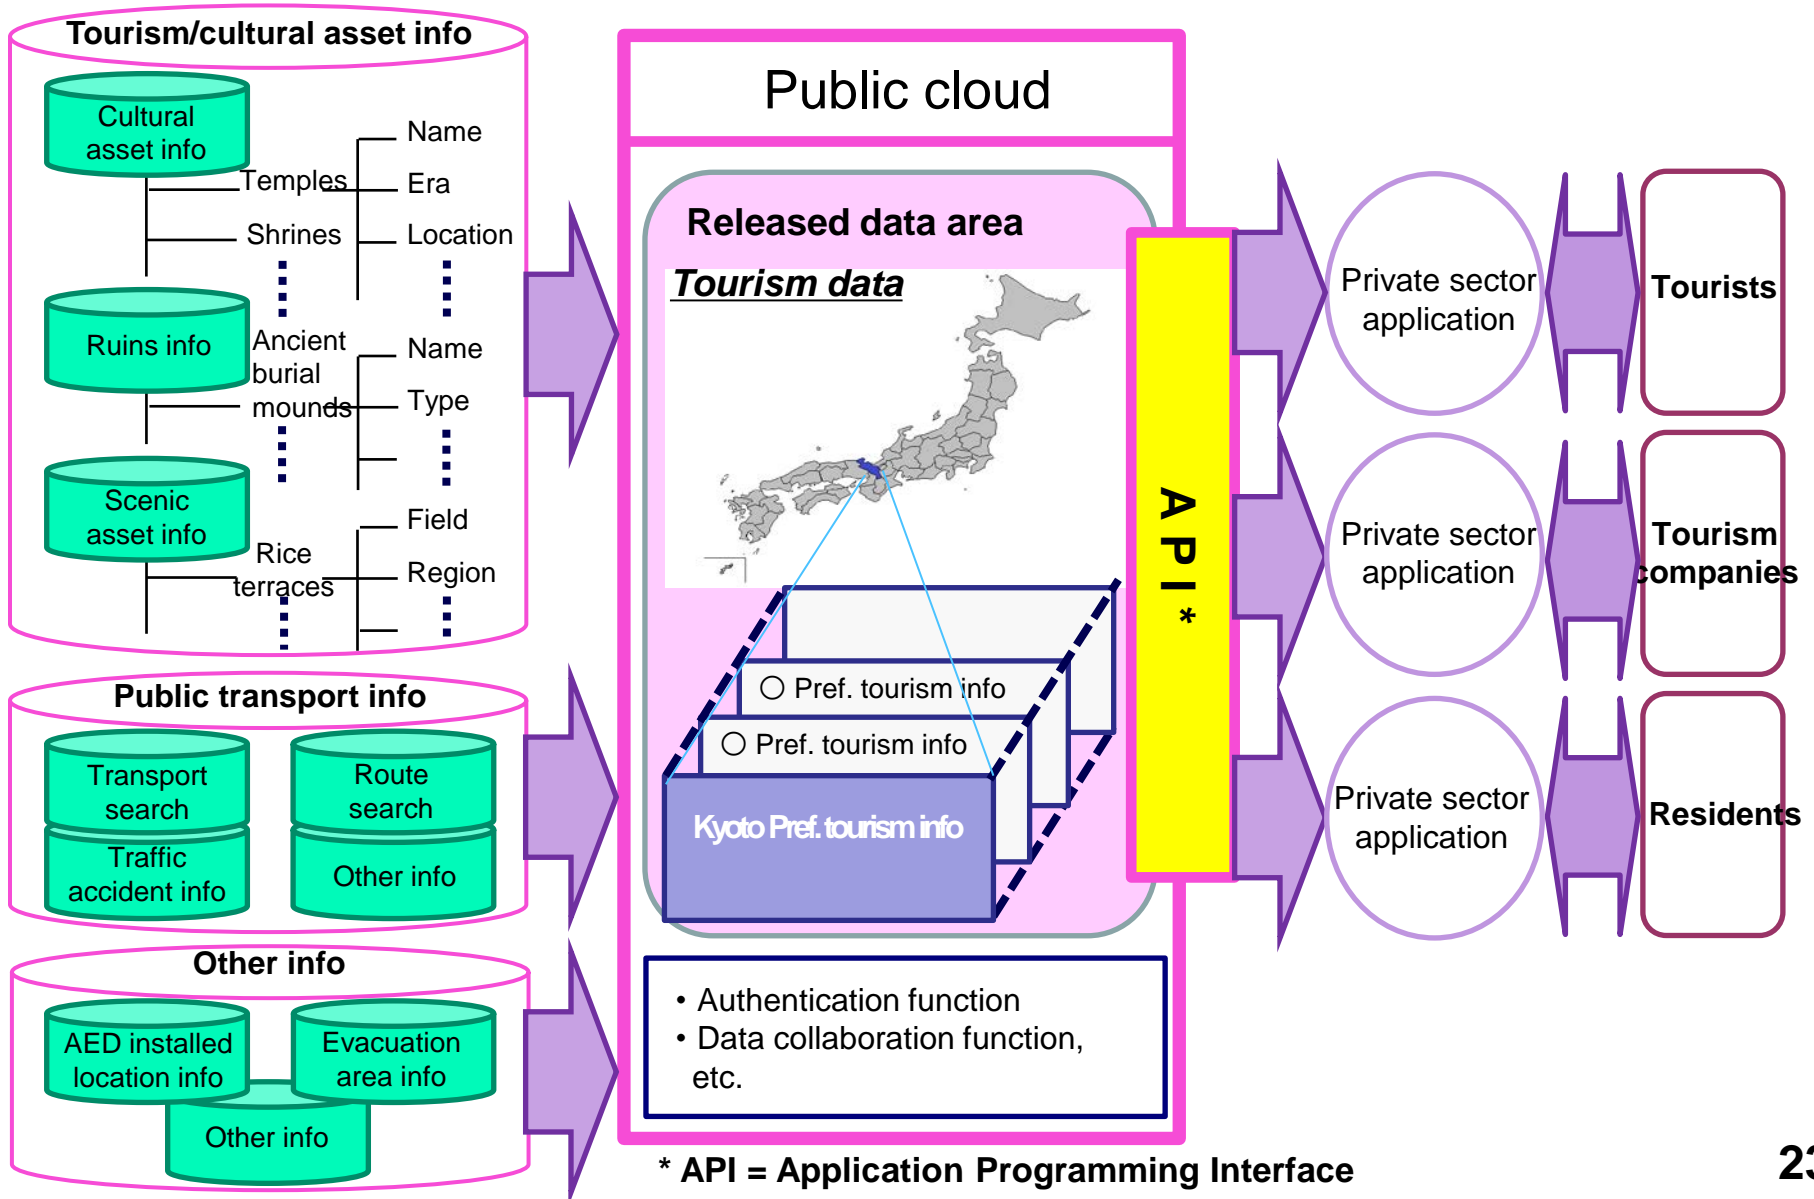 Tourism/cultural asset info
Cultural
asset info
Temples
Shrines
Name
Era
Location
Ruins info
Ancient
burial
mounds
Name
Type
Scenic
asset info
Rice
terraces
Field
Region
Public transport info
Transport
search
Route
search
Traffic
accident info
Other info
Other info
AED installed
location info
Evacuation
area info
Other info
Public cloud
Released data area
Tourism data
○ Pref. tourism info
○ Pref. tourism info
Kyoto Pref. tourism info
• Authentication function
• Data collaboration function,
etc.
API*
Private sector
application
Tourists
Private sector
application
Tourism
companies
Private sector
application
Residents
* API = Application Programming Interface
23